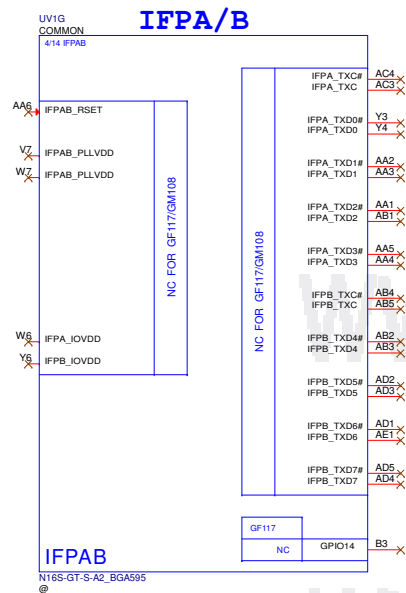 IFPA/B
UV1G
COMMON
4/14 IFPAB
AA6 IFPAB_RSET
V7 IFPAB_PLLVDD
W7 IFPAB_PLLVDD
W6 IFPA_IOVDD
Y6 IFPB_IOVDD
NC FOR GF117/GM108
NC FOR GF117/GM108
IFPA_TXC# AC4
IFPA_TXC AC3
IFPA_TXD0# Y3
IFPA_TXD0 Y4
IFPA_TXD1# AA2
IFPA_TXD1 AA3
IFPA_TXD2# AA1
IFPA_TXD2 AB1
IFPA_TXD3# AA5
IFPA_TXD3 AA4
IFPB_TXC# AB4
IFPB_TXC AB5
IFPB_TXD4# AB2
IFPB_TXD4 AB3
IFPB_TXD5# AD2
IFPB_TXD5 AD3
IFPB_TXD6# AD1
IFPB_TXD6 AE1
IFPB_TXD7# AD5
IFPB_TXD7 AD4
GF117
NC GPIO14 B3
IFPAB
N16S-GT-S-A2_BGA595
@